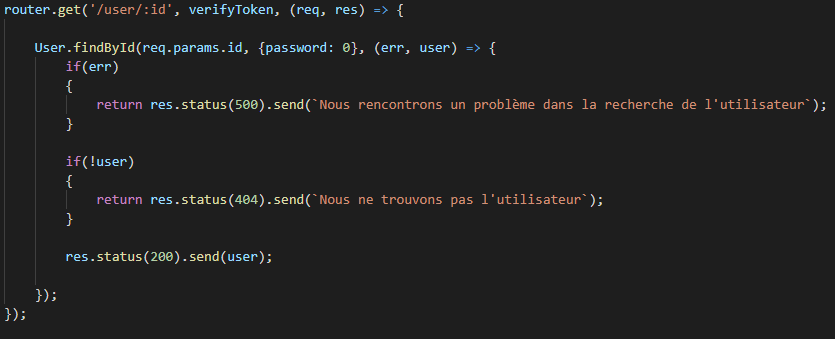 router.get('/user/:id', verifyToken, (req, res) => {
User.findById(req.params.id, {password: 0}, (err, user) => {
if(err)
{
return res.status(500).send(`Nous rencontrons un problème dans la recherche de l'utilisateur`);
}
if(!user)
{
return res.status(404).send(`Nous ne trouvons pas l'utilisateur`);
}
res.status(200).send(user);
});
});